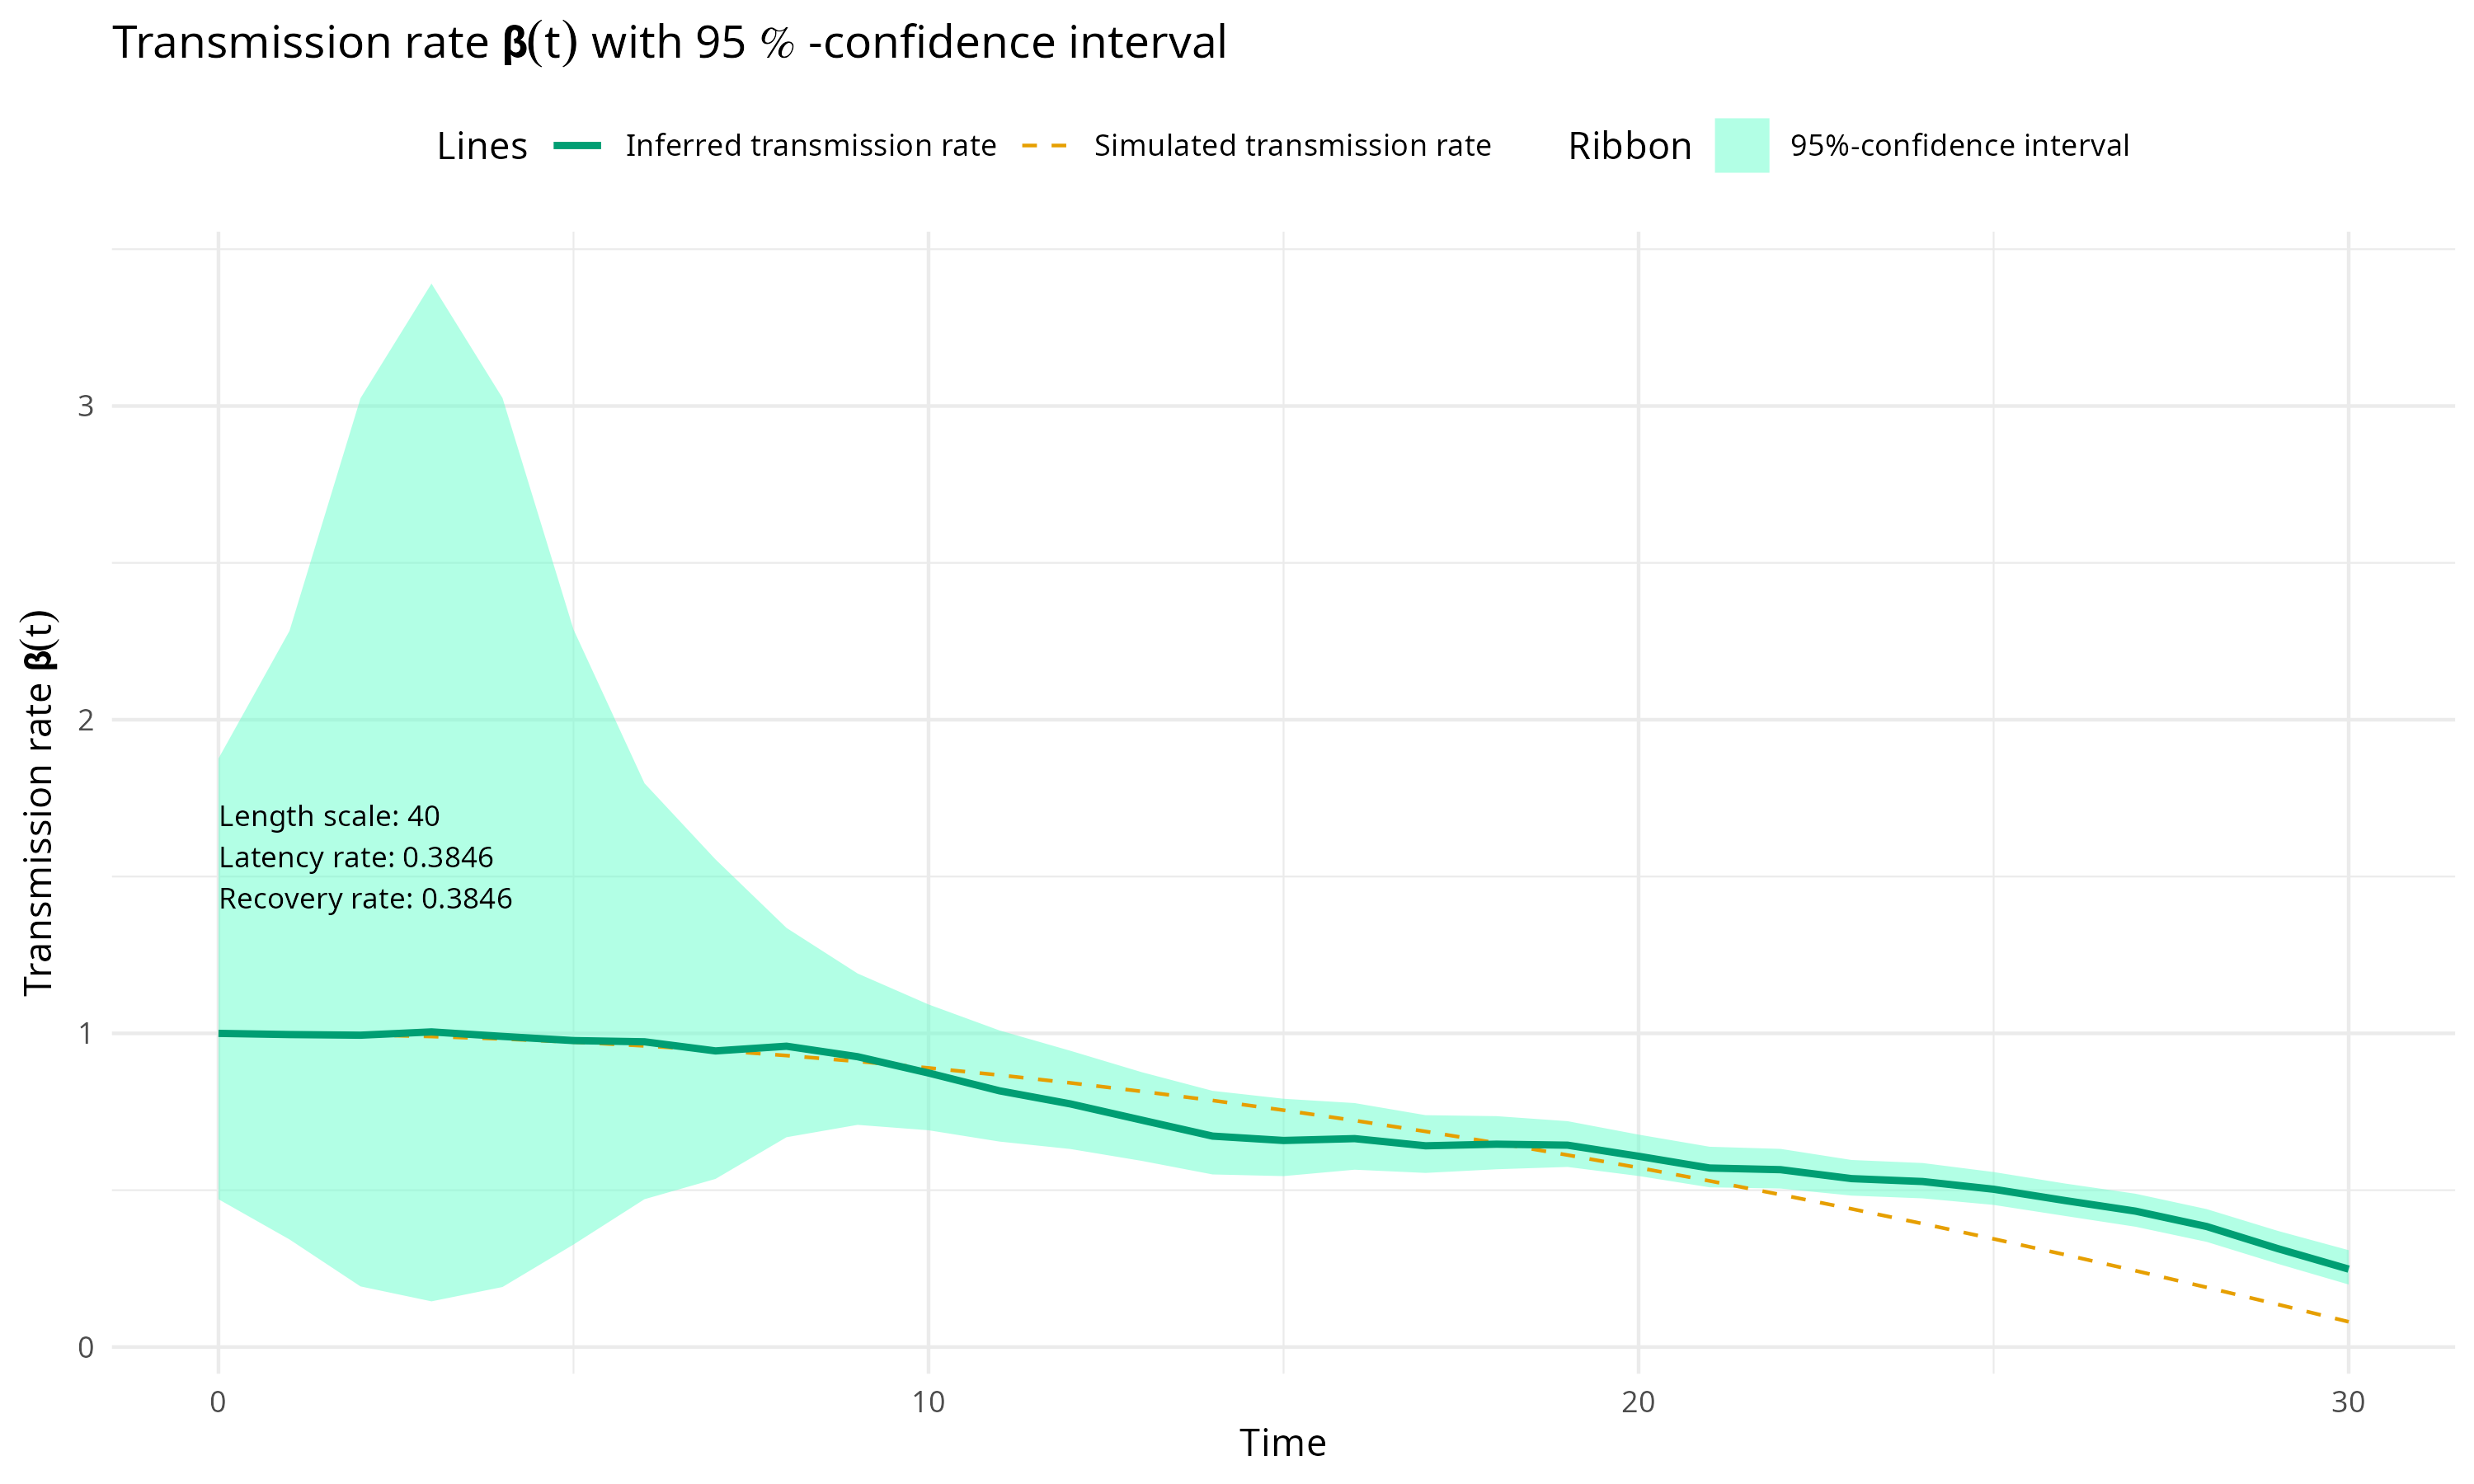 Transmission rate β(t) with 95 % -confidence interval
Lines Inferred transmission rate Simulated transmission rate Ribbon 95%-confidence interval
Transmission rate β(t)
3
2
1
0
Length scale: 40
Latency rate: 0.3846
Recovery rate: 0.3846
0 10 20 30
Time